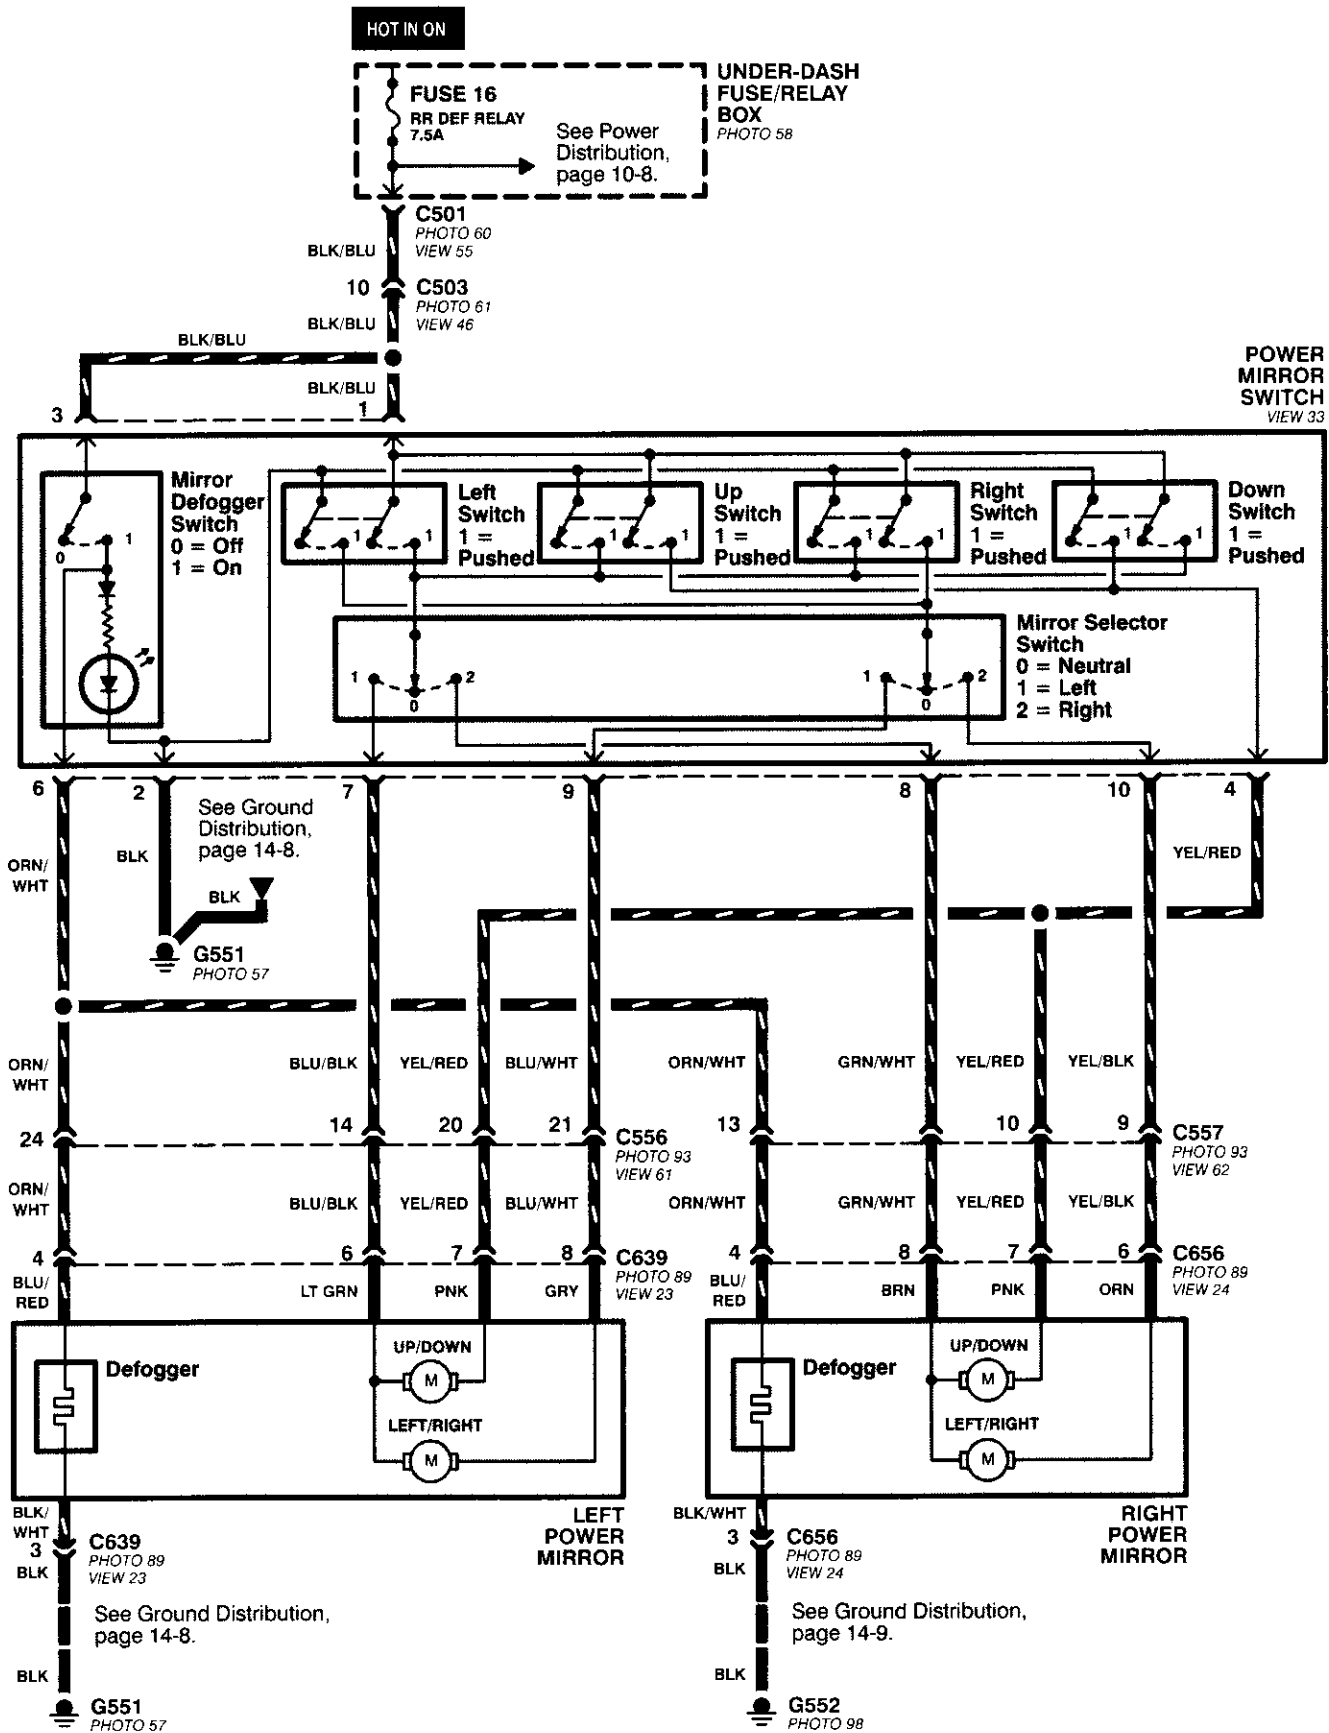 HOT IN ON
FUSE 16
RR DEF RELAY
7.5A
See Power
Distribution,
page 10-8.
UNDER-DASH
FUSE/RELAY
BOX
PHOTO 58
C501
PHOTO 60
VIEW 55
BLK/BLU
10
C503
PHOTO 61
VIEW 46
BLK/BLU
BLK/BLU
BLK/BLU
3
1
POWER
MIRROR
SWITCH
VIEW 33
Mirror
Defogger
Switch
0 = Off
1 = On
0
1
Left
Switch
1 =
Pushed
1
1
Up
Switch
1 =
Pushed
1
1
Right
Switch
1 =
Pushed
1
1
Down
Switch
1 =
Pushed
1
1
Mirror Selector
Switch
0 = Neutral
1 = Left
2 = Right
1
0
2
1
0
2
6
2
7
9
8
10
4
See Ground
Distribution,
page 14-8.
ORN/
WHT
BLK
BLK
YEL/RED
G551
PHOTO 57
ORN/
WHT
BLU/BLK
YEL/RED
BLU/WHT
ORN/WHT
GRN/WHT
YEL/RED
YEL/BLK
24
14
20
21
C556
PHOTO 93
VIEW 61
13
10
9
C557
PHOTO 93
VIEW 62
ORN/
WHT
BLU/BLK
YEL/RED
BLU/WHT
ORN/WHT
GRN/WHT
YEL/RED
YEL/BLK
4
6
7
8
C639
PHOTO 89
VIEW 23
4
8
7
6
C656
PHOTO 89
VIEW 24
BLU/
RED
LT GRN
PNK
GRY
BLU/
RED
BRN
PNK
ORN
Defogger
UP/DOWN
M
LEFT/RIGHT
M
Defogger
UP/DOWN
M
LEFT/RIGHT
M
LEFT
POWER
MIRROR
RIGHT
POWER
MIRROR
BLK/
WHT
3
C639
PHOTO 89
VIEW 23
BLK
See Ground Distribution,
page 14-8.
BLK
G551
PHOTO 57
BLK/WHT
3
C656
PHOTO 89
VIEW 24
BLK
See Ground Distribution,
page 14-9.
BLK
G552
PHOTO 98